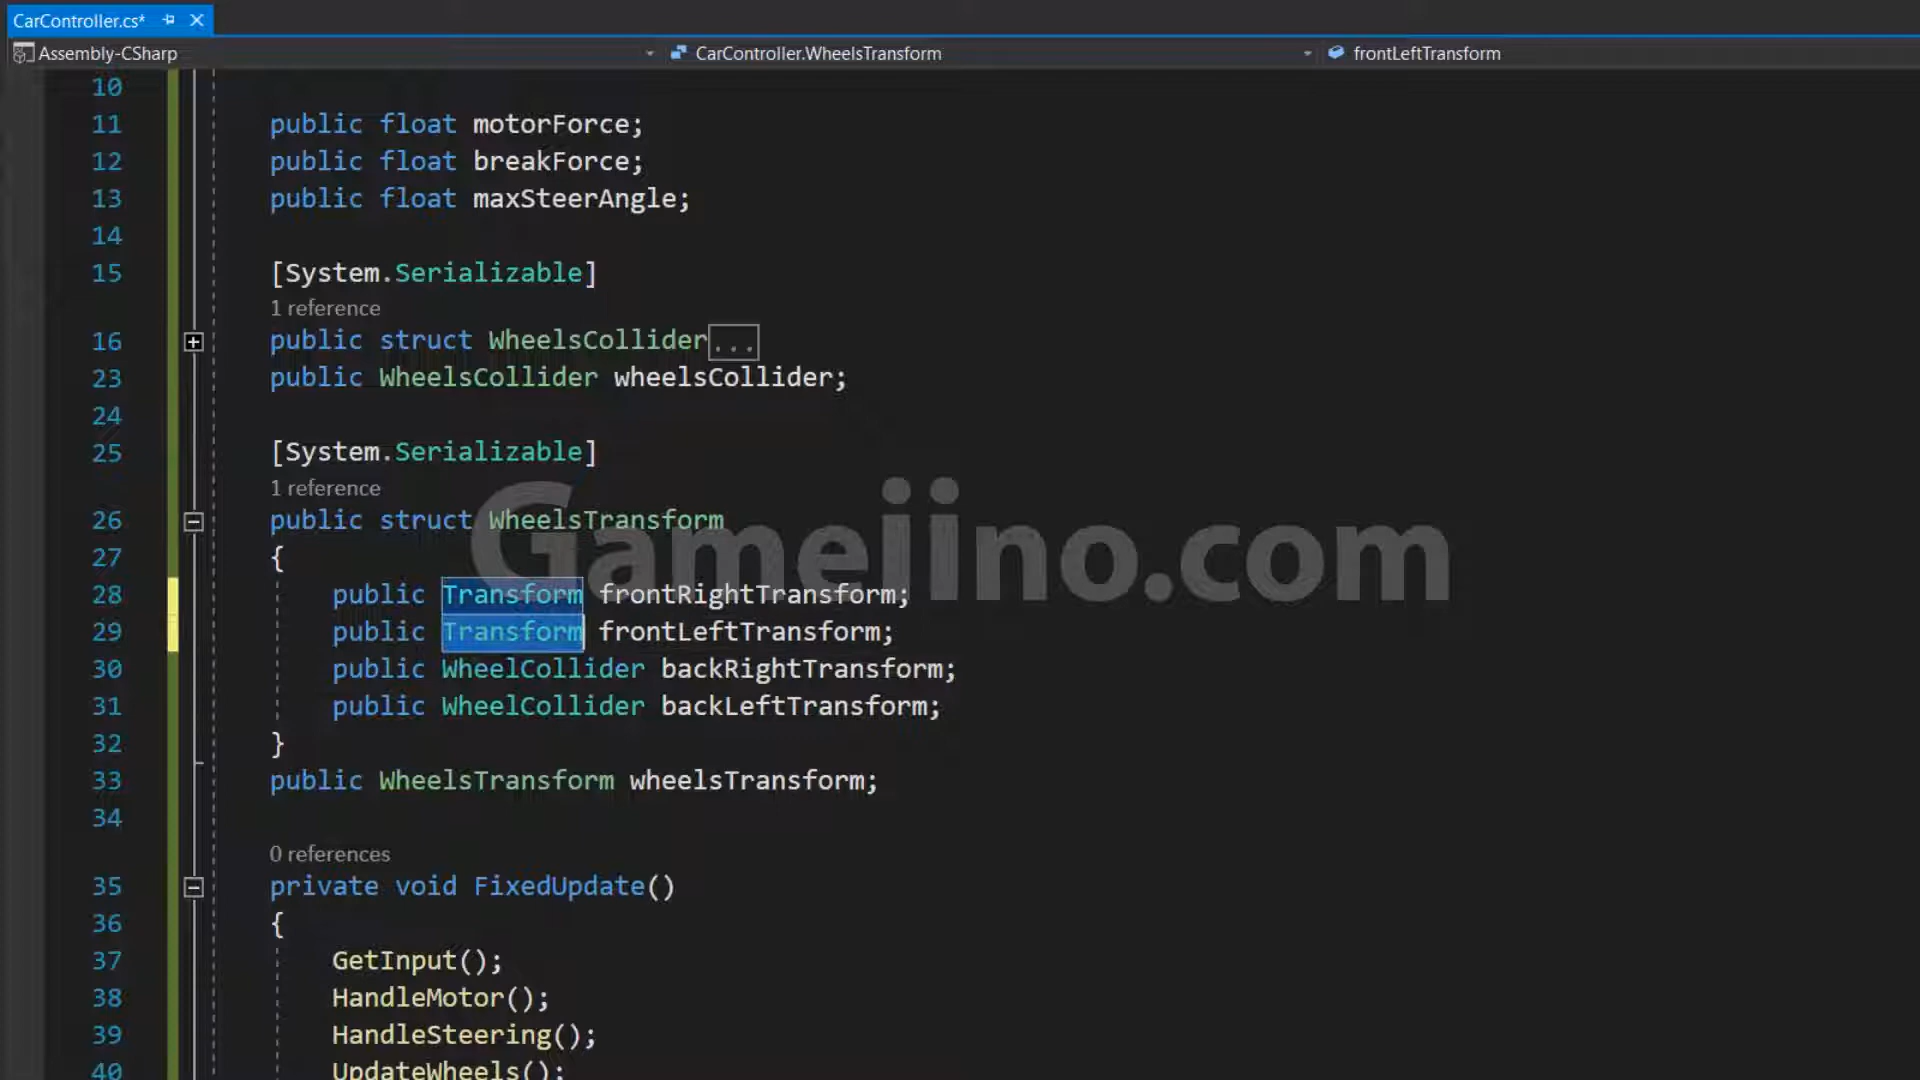 CarController.cs*
Assembly-CSharp
CarController.WheelsTransform
frontLeftTransform
10
11 public float motorForce;
12 public float breakForce;
13 public float maxSteerAngle;
14
15 [System.Serializable]
1 reference
16 public struct WheelsCollider...
23 public WheelsCollider wheelsCollider;
24
25 [System.Serializable]
1 reference
26 public struct WheelsTransform
27 {
28 public Transform frontRightTransform;
29 public Transform frontLeftTransform;
30 public WheelCollider backRightTransform;
31 public WheelCollider backLeftTransform;
32 }
33 public WheelsTransform wheelsTransform;
34
0 references
35 private void FixedUpdate()
36 {
37 GetInput();
38 HandleMotor();
39 HandleSteering();
40 UpdateWheels();
Gamejino.com